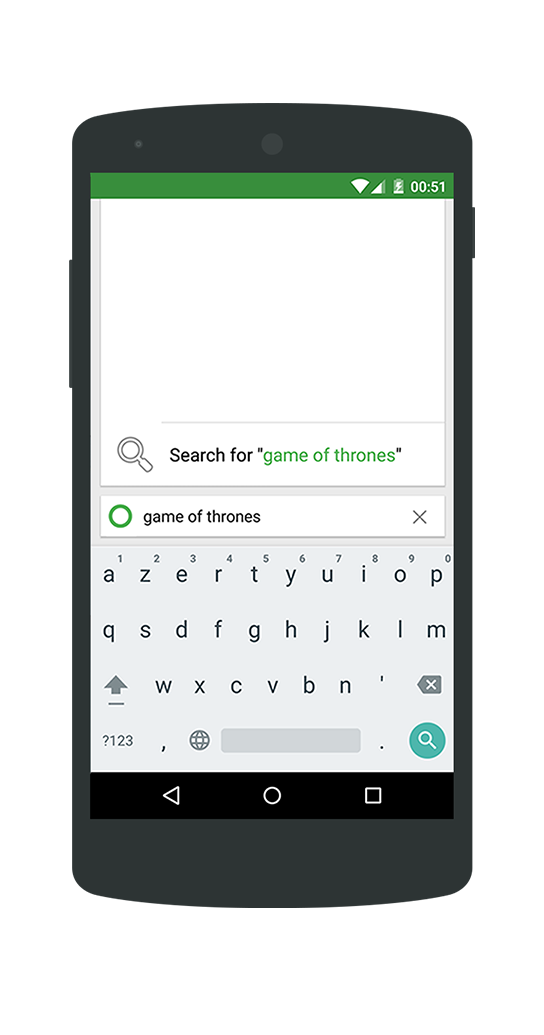 00:51
Search for "game of thrones"
game of thrones
1 2 3 4 5 6 7 8 9 0
a z e r t y u i o p
q s d f g h j k l m
w x c v b n '
?123 , .